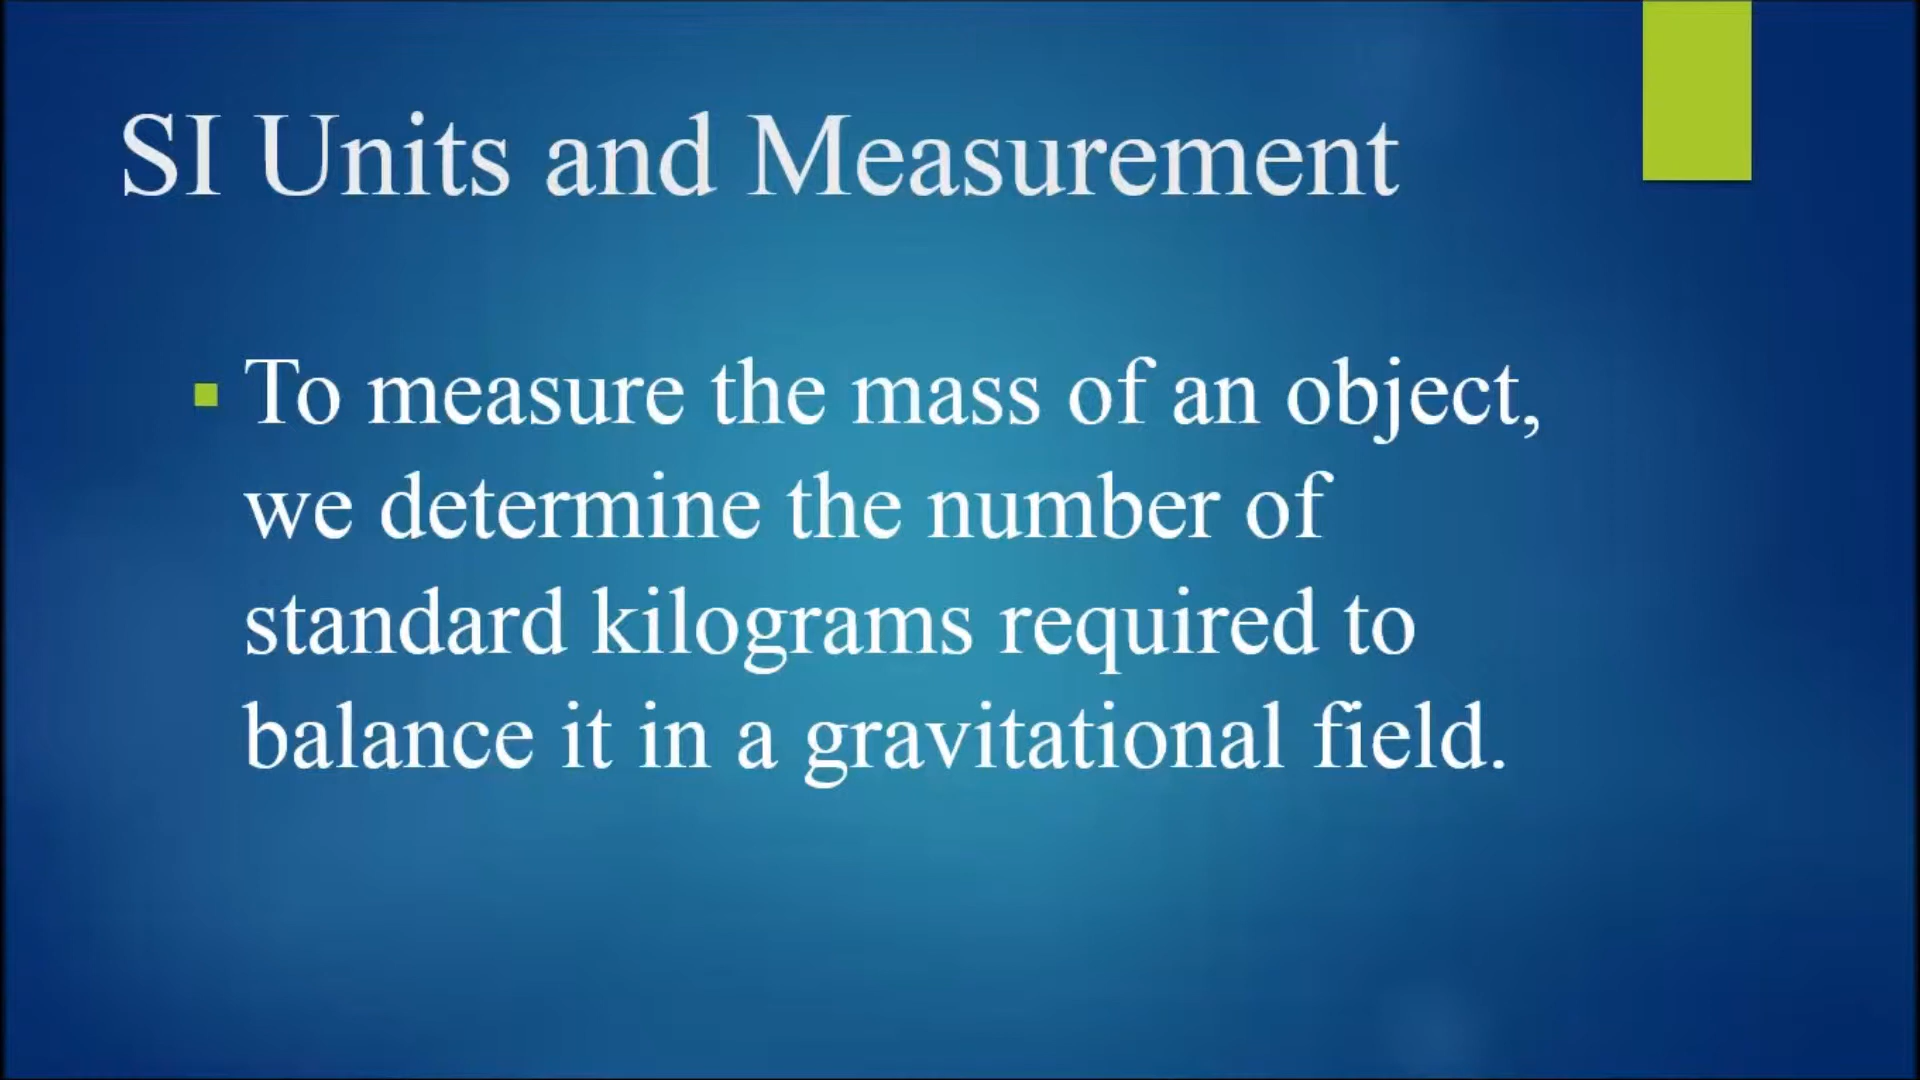 SI Units and Measurement
To measure the mass of an object,
we determine the number of
standard kilograms required to
balance it in a gravitational field.